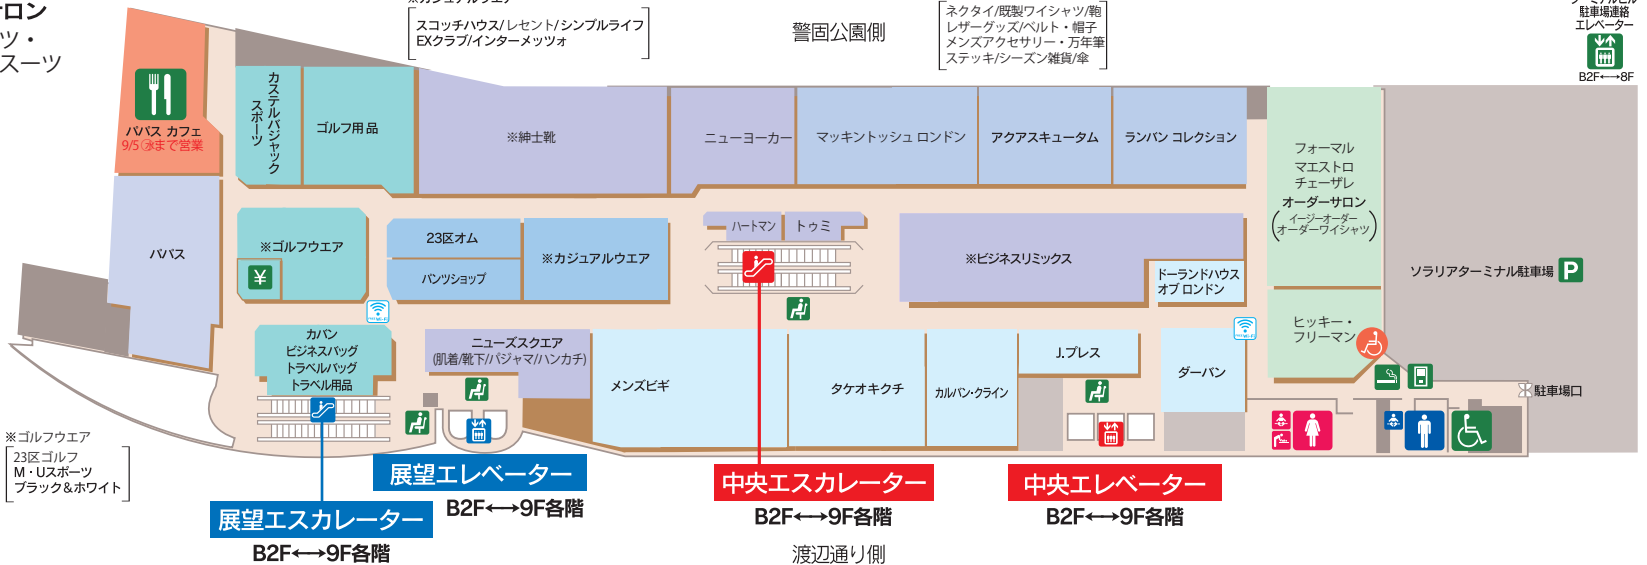 サロン
ツ・
スーツ
※カジュアルウエア
スコッチハウス/レセント/シンプルライフ
EXクラブ/インターメッツォ
警固公園側
ネクタイ/既製ワイシャツ/鞄
レザーグッズ/ベルト・帽子
メンズアクセサリー・万年筆
ステッキ/シーズン雑貨/傘
ターミナルビル
駐車場連絡
エレベーター
B2F⟷8F
パパス カフェ
9/5㊌まで営業
カステルバジャック
スポーツ
ゴルフ用品
※紳士靴
ニューヨーカー
マッキントッシュ ロンドン
アクアスキュータム
ランバン コレクション
フォーマル
マエストロ
チェーザレ
オーダーサロン
(イージーオーダー
オーダーワイシャツ)
パパス
※ゴルフウエア
¥
23区オム
パンツショップ
※カジュアルウエア
ハートマン
トゥミ
※ビジネスリミックス
ドーランドハウス
オブ ロンドン
ソラリアターミナル駐車場
P
カバン
ビジネスバッグ
トラベルバッグ
トラベル用品
ニューズスクエア
(肌着/靴下/パジャマ/ハンカチ)
メンズビギ
タケオキクチ
カルバン・クライン
J.プレス
ダーバン
ヒッキー・
フリーマン
駐車場口
※ゴルフウエア
23区ゴルフ
M・Uスポーツ
ブラック&ホワイト
展望エスカレーター
B2F⟷9F各階
展望エレベーター
B2F⟷9F各階
中央エスカレーター
B2F⟷9F各階
中央エレベーター
B2F⟷9F各階
渡辺通り側